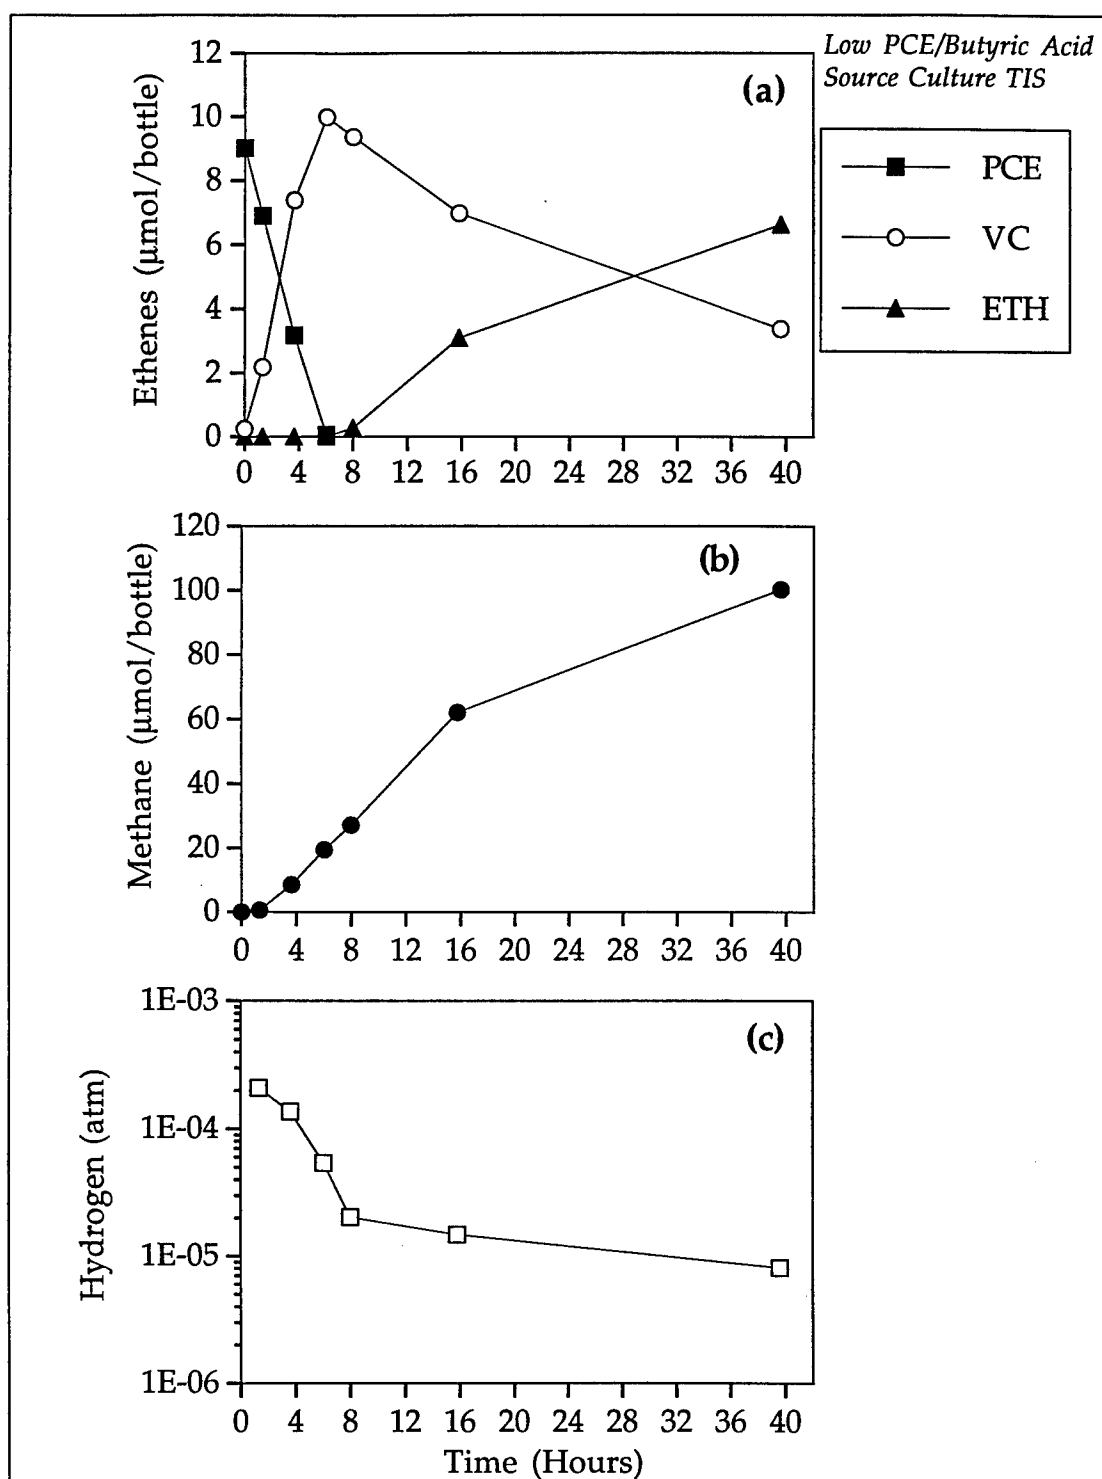 Low PCE/Butyric Acid
Source Culture TIS
(a)
PCE
VC
ETH
Ethenes (µmol/bottle)
12
10
8
6
4
2
0
0 4 8 12 16 20 24 28 32 36 40
(b)
Methane (µmol/bottle)
120
100
80
60
40
20
0
0 4 8 12 16 20 24 28 32 36 40
(c)
Hydrogen (atm)
1E-03
1E-04
1E-05
1E-06
0 4 8 12 16 20 24 28 32 36 40
Time (Hours)